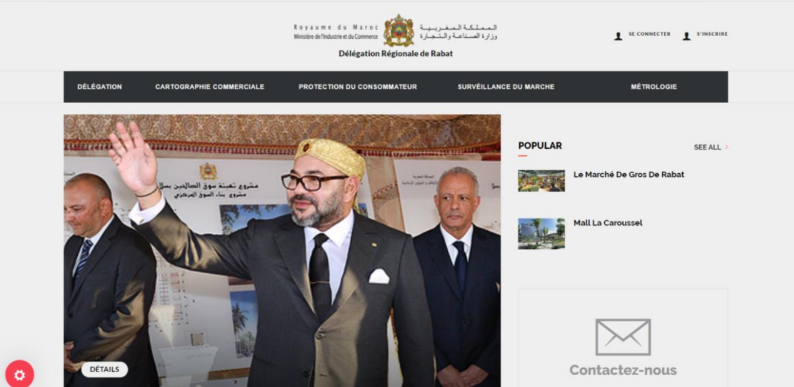 Royaume du Maroc
Ministère de l'Industrie et du Commerce
المملكة المغربية
وزارة الصناعة والتجارة
Délégation Régionale de Rabat
SE CONNECTER
S'INSCRIRE
DÉLÉGATION
CARTOGRAPHIE COMMERCIALE
PROTECTION DU CONSOMMATEUR
SURVÉILLANCE DU MARCHE
MÉTROLOGIE
مشروع تهيئة سوق الصالحين بسلا
مشروع بناء السوق المركزي
DÉTAILS
POPULAR
SEE ALL >
Le Marché De Gros De Rabat
Mall La Caroussel
Contactez-nous